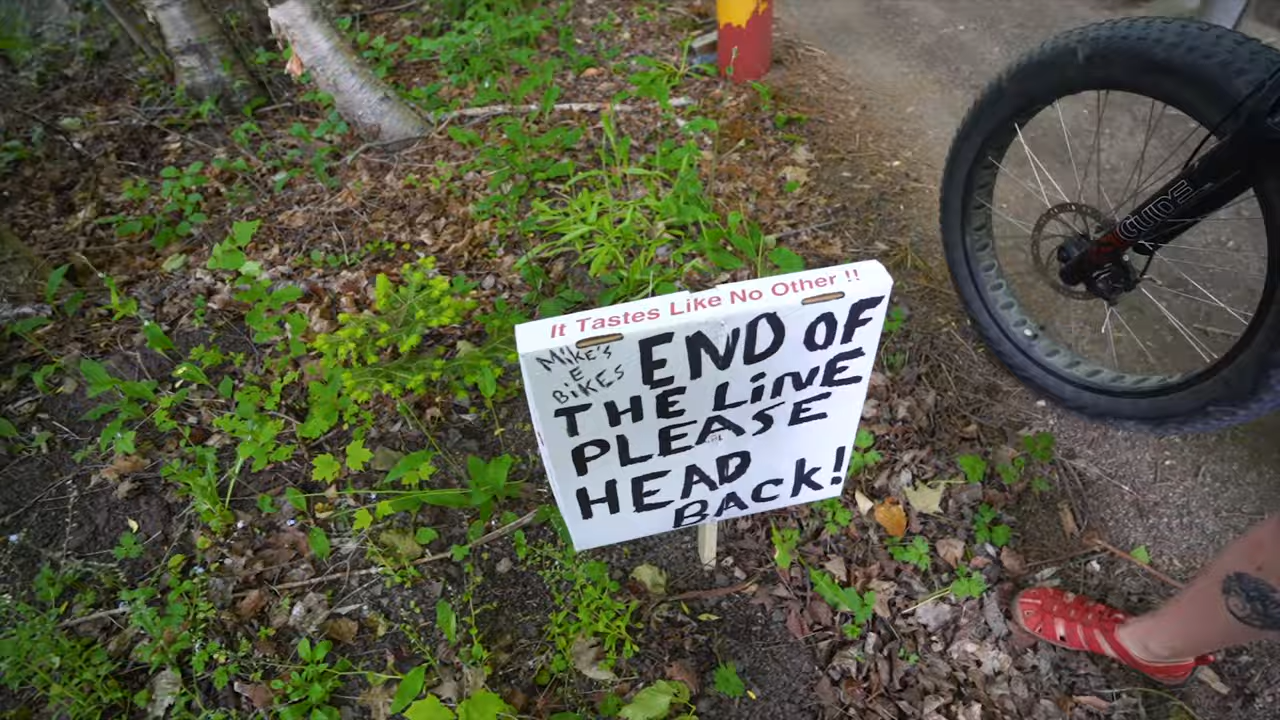 It Tastes Like No Other !!
MiKE'S
E
BiKES
END OF
THE LiNE
PLEASE
HEAD
BACK!
GUIDE